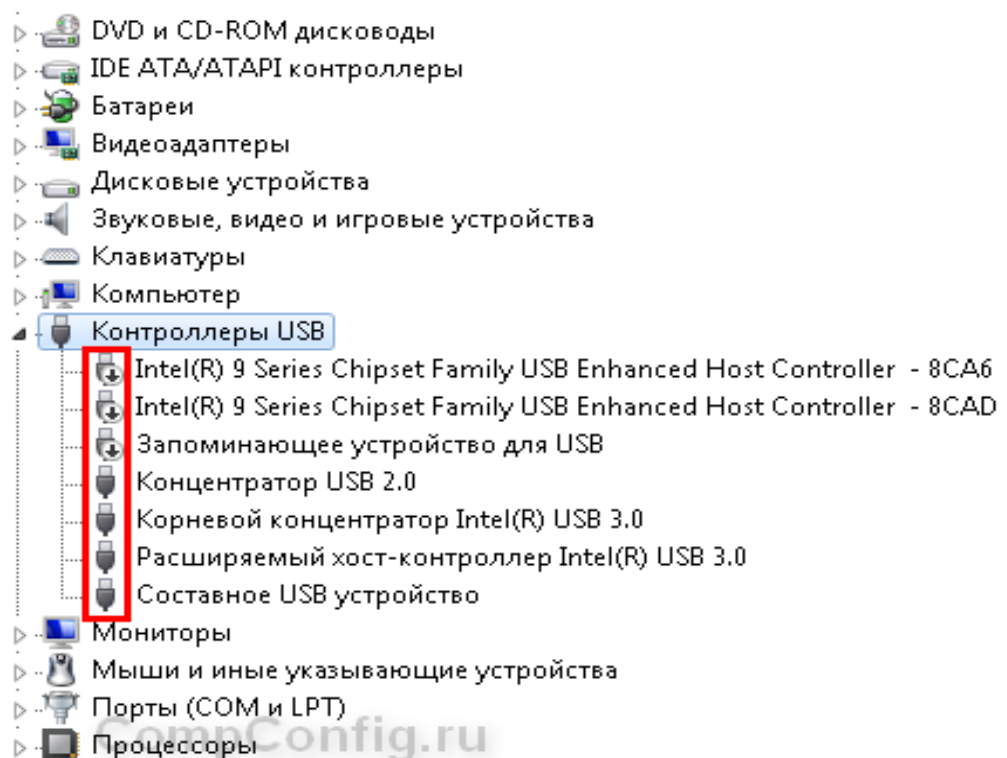 DVD и CD-ROM дисководы
IDE ATA/ATAPI контроллеры
Батареи
Видеоадаптеры
Дисковые устройства
Звуковые, видео и игровые устройства
Клавиатуры
Компьютер
Контроллеры USB
Intel(R) 9 Series Chipset Family USB Enhanced Host Controller - 8CA6
Intel(R) 9 Series Chipset Family USB Enhanced Host Controller - 8CAD
Запоминающее устройство для USB
Концентратор USB 2.0
Корневой концентратор Intel(R) USB 3.0
Расширяемый хост-контроллер Intel(R) USB 3.0
Составное USB устройство
Мониторы
Мыши и иные указывающие устройства
Порты (COM и LPT)
CompConfig.ru
Процессоры